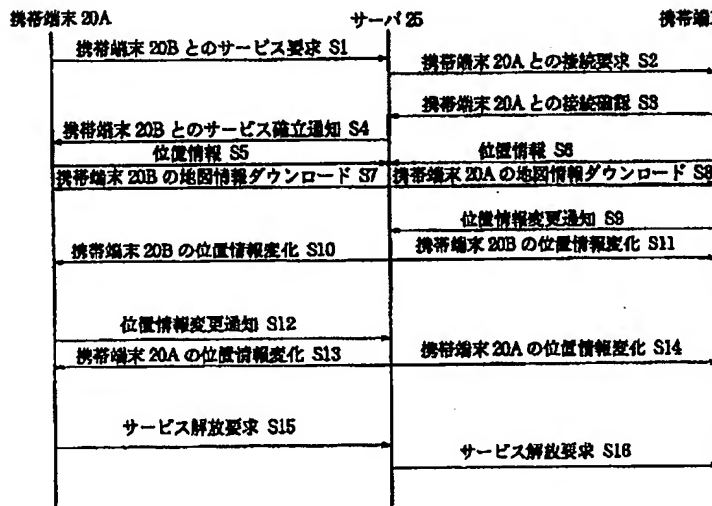 携帯端末 20A
サーバ 25
携帯端末
携帯端末 20B とのサービス要求 S1
携帯端末 20A との接続要求 S2
携帯端末 20A との接続確認 S3
携帯端末 20B とのサービス確立通知 S4
位置情報 S5
位置情報 S6
携帯端末 20B の地図情報ダウンロード S7
携帯端末 20A の地図情報ダウンロード S8
位置情報変更通知 S9
携帯端末 20B の位置情報変化 S10
携帯端末 20B の位置情報変化 S11
位置情報変更通知 S12
携帯端末 20A の位置情報変化 S13
携帯端末 20A の位置情報変化 S14
サービス解放要求 S15
サービス解放要求 S16